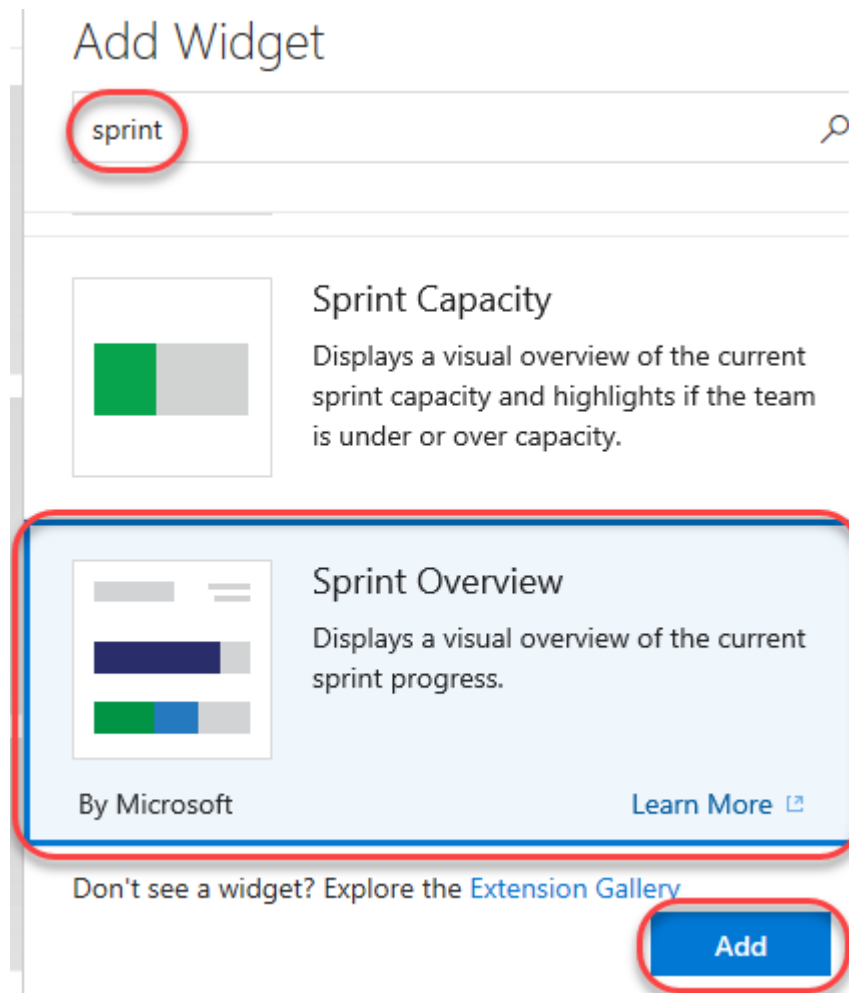 Add Widget
sprint
Sprint Capacity
Displays a visual overview of the current
sprint capacity and highlights if the team
is under or over capacity.
Sprint Overview
Displays a visual overview of the current
sprint progress.
By Microsoft Learn More
Don't see a widget? Explore the Extension Gallery
Add